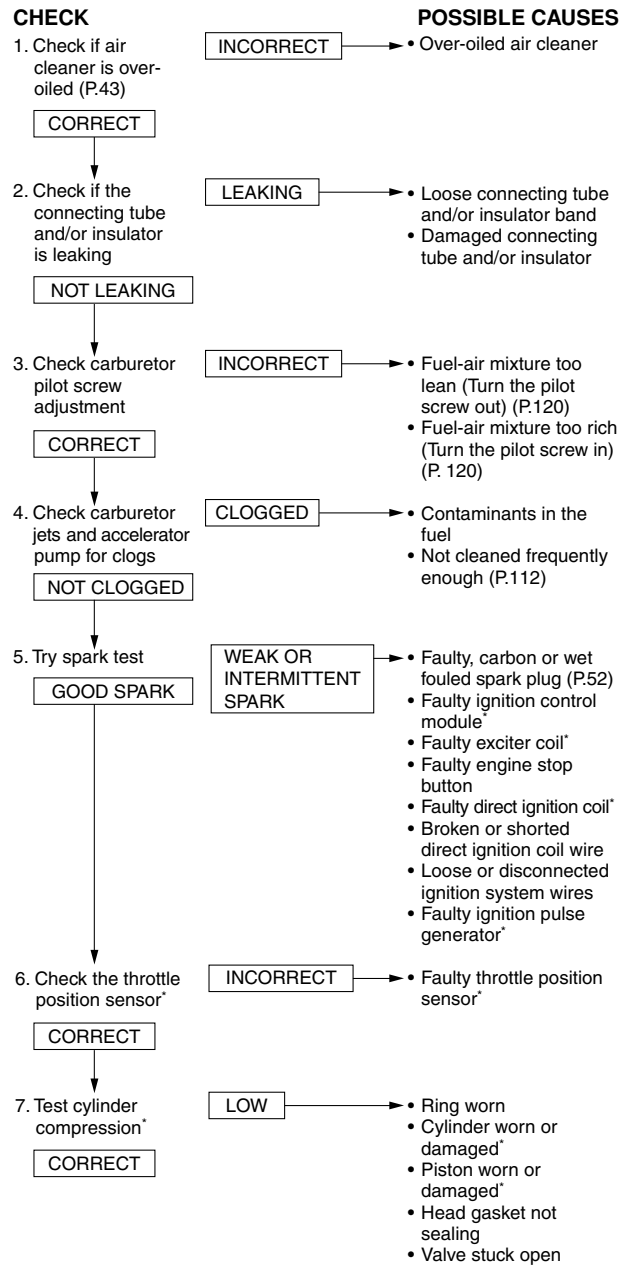 CHECK
POSSIBLE CAUSES
1. Check if air
cleaner is over-
oiled (P.43)
INCORRECT
• Over-oiled air cleaner
CORRECT
2. Check if the
connecting tube
and/or insulator
is leaking
LEAKING
• Loose connecting tube
and/or insulator band
• Damaged connecting
tube and/or insulator
NOT LEAKING
3. Check carburetor
pilot screw
adjustment
INCORRECT
• Fuel-air mixture too
lean (Turn the pilot
screw out) (P.120)
• Fuel-air mixture too rich
(Turn the pilot screw in)
(P. 120)
CORRECT
4. Check carburetor
jets and accelerator
pump for clogs
CLOGGED
• Contaminants in the
fuel
• Not cleaned frequently
enough (P.112)
NOT CLOGGED
5. Try spark test
WEAK OR
INTERMITTENT
SPARK
• Faulty, carbon or wet
fouled spark plug (P.52)
• Faulty ignition control
module*
• Faulty exciter coil*
• Faulty engine stop
button
• Faulty direct ignition coil*
• Broken or shorted
direct ignition coil wire
• Loose or disconnected
ignition system wires
• Faulty ignition pulse
generator*
GOOD SPARK
6. Check the throttle
position sensor*
INCORRECT
• Faulty throttle position
sensor*
CORRECT
7. Test cylinder
compression*
LOW
• Ring worn
• Cylinder worn or
damaged*
• Piston worn or
damaged*
• Head gasket not
sealing
• Valve stuck open
CORRECT